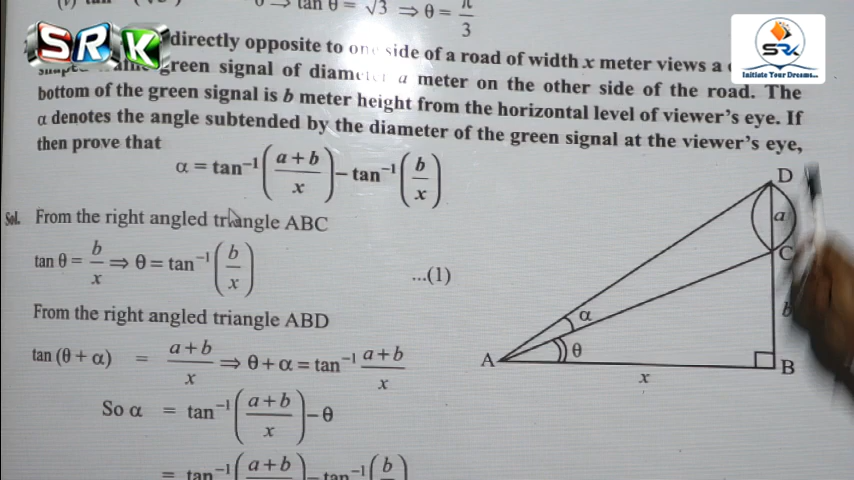 tan θ = √3 ⇒ θ = π/3
SRK
SRK
Initiate Your Dreams...
directly opposite to one side of a road of width x meter views a
green signal of diameter a meter on the other side of the road. The
bottom of the green signal is b meter height from the horizontal level of viewer's eye. If
α denotes the angle subtended by the diameter of the green signal at the viewer's eye,
then prove that
α = tan⁻¹((a+b)/x) − tan⁻¹(b/x)
Sol. From the right angled triangle ABC
tan θ = b/x ⇒ θ = tan⁻¹(b/x) ...(1)
From the right angled triangle ABD
tan (θ + α) = (a+b)/x ⇒ θ + α = tan⁻¹ (a+b)/x
So α = tan⁻¹((a+b)/x) − θ
= tan⁻¹((a+b)/ − tan⁻¹(b/
D
a
C
α
b
A
θ
B
x